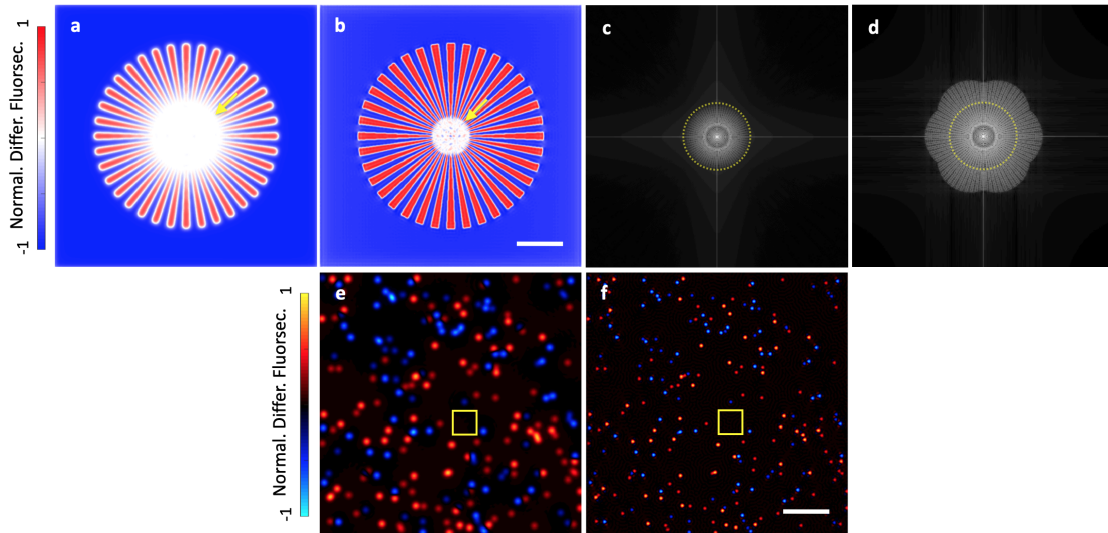 1
Normal. Differ. Fluorsec.
-1
a
b
c
d
1
Normal. Differ. Fluorsec.
-1
e
f